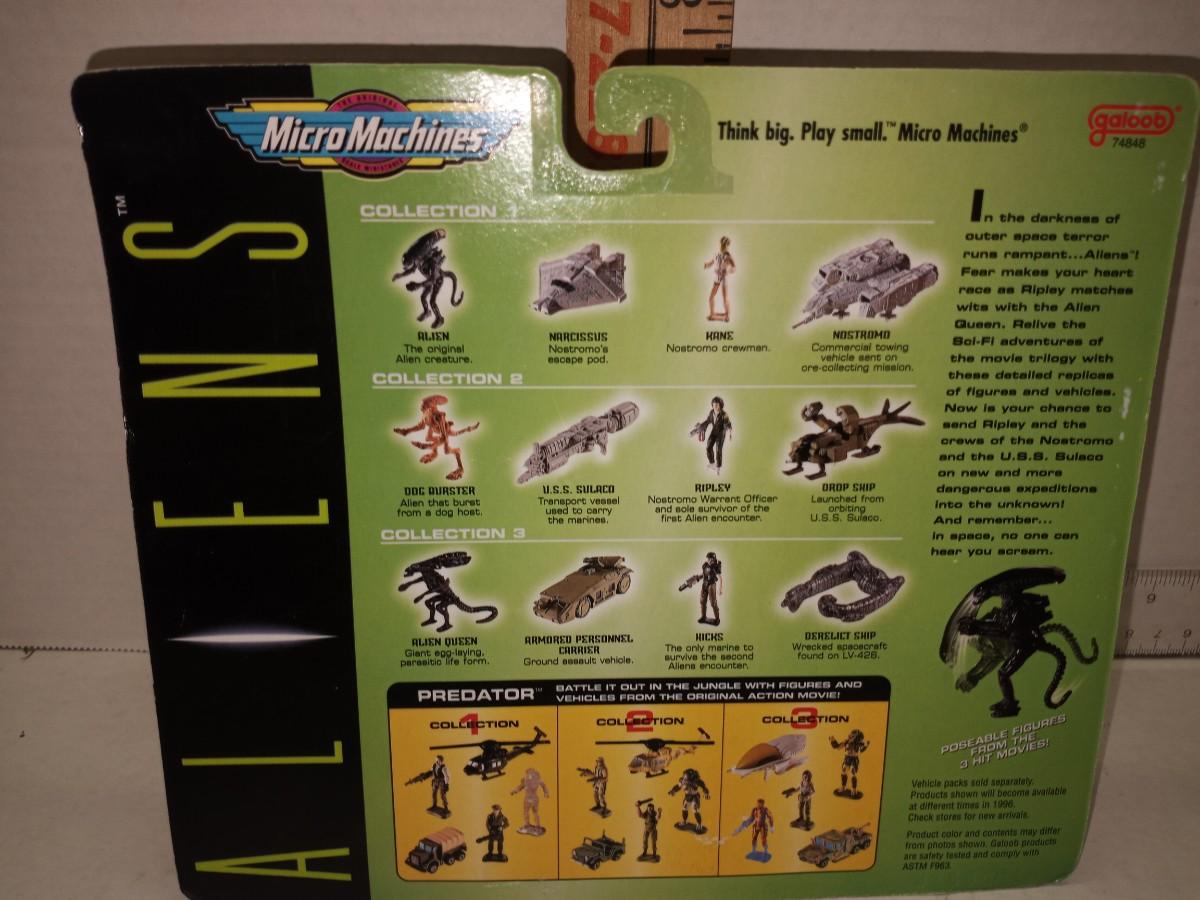 THE ORIGINAL
Micro Machines
SCALE MINIATURES
Think big. Play small.™ Micro Machines®
galoob®
74848
ALIENS™
COLLECTION 1
ALIEN
The original
Alien creature.
NARCISSUS
Nostromo's
escape pod.
KANE
Nostromo crewman.
NOSTROMO
Commercial towing
vehicle sent on
ore-collecting mission.
COLLECTION 2
DOG BURSTER
Alien that burst
from a dog host.
U.S.S. SULACO
Transport vessel
used to carry
the marines.
RIPLEY
Nostromo Warrent Officer
and sole survivor of the
first Alien encounter.
DROP SHIP
Launched from
orbiting
U.S.S. Sulaco.
COLLECTION 3
ALIEN QUEEN
Giant egg-laying,
parasitic life form.
ARMORED PERSONNEL
CARRIER
Ground assault vehicle.
HICKS
The only marine to
survive the second
Aliens encounter.
DERELICT SHIP
Wrecked spacecraft
found on LV-426.
In the darkness of
outer space terror
runs rampant...Aliens™!
Fear makes your heart
race as Ripley matches
wits with the Alien
Queen. Relive the
Sci-Fi adventures of
the movie trilogy with
these detailed replicas
of figures and vehicles.
Now is your chance to
send Ripley and the
crews of the Nostromo
and the U.S.S. Sulaco
on new and more
dangerous expeditions
into the unknown!
And remember...
in space, no one can
hear you scream.
POSEABLE FIGURES
FROM THE
3 HIT MOVIES!
PREDATOR™
BATTLE IT OUT IN THE JUNGLE WITH FIGURES AND
VEHICLES FROM THE ORIGINAL ACTION MOVIE!
COLLECTION 1
COLLECTION 2
COLLECTION 3
Vehicle packs sold separately.
Products shown will become available
at different times in 1996.
Check stores for new arrivals.
Product color and contents may differ
from photos shown. Galoob products
are safety tested and comply with
ASTM F963.
8
9
6 7 8